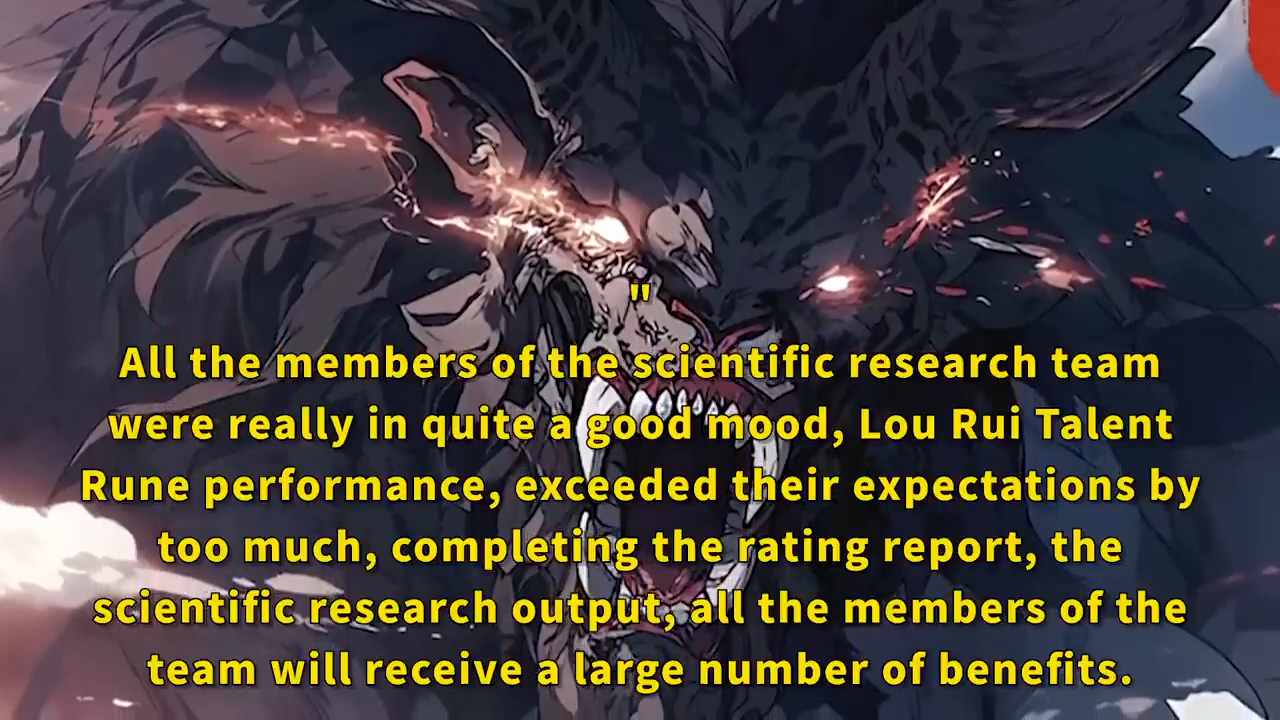 "
All the members of the scientific research team
were really in quite a good mood, Lou Rui Talent
Rune performance, exceeded their expectations by
too much, completing the rating report, the
scientific research output, all the members of the
team will receive a large number of benefits.